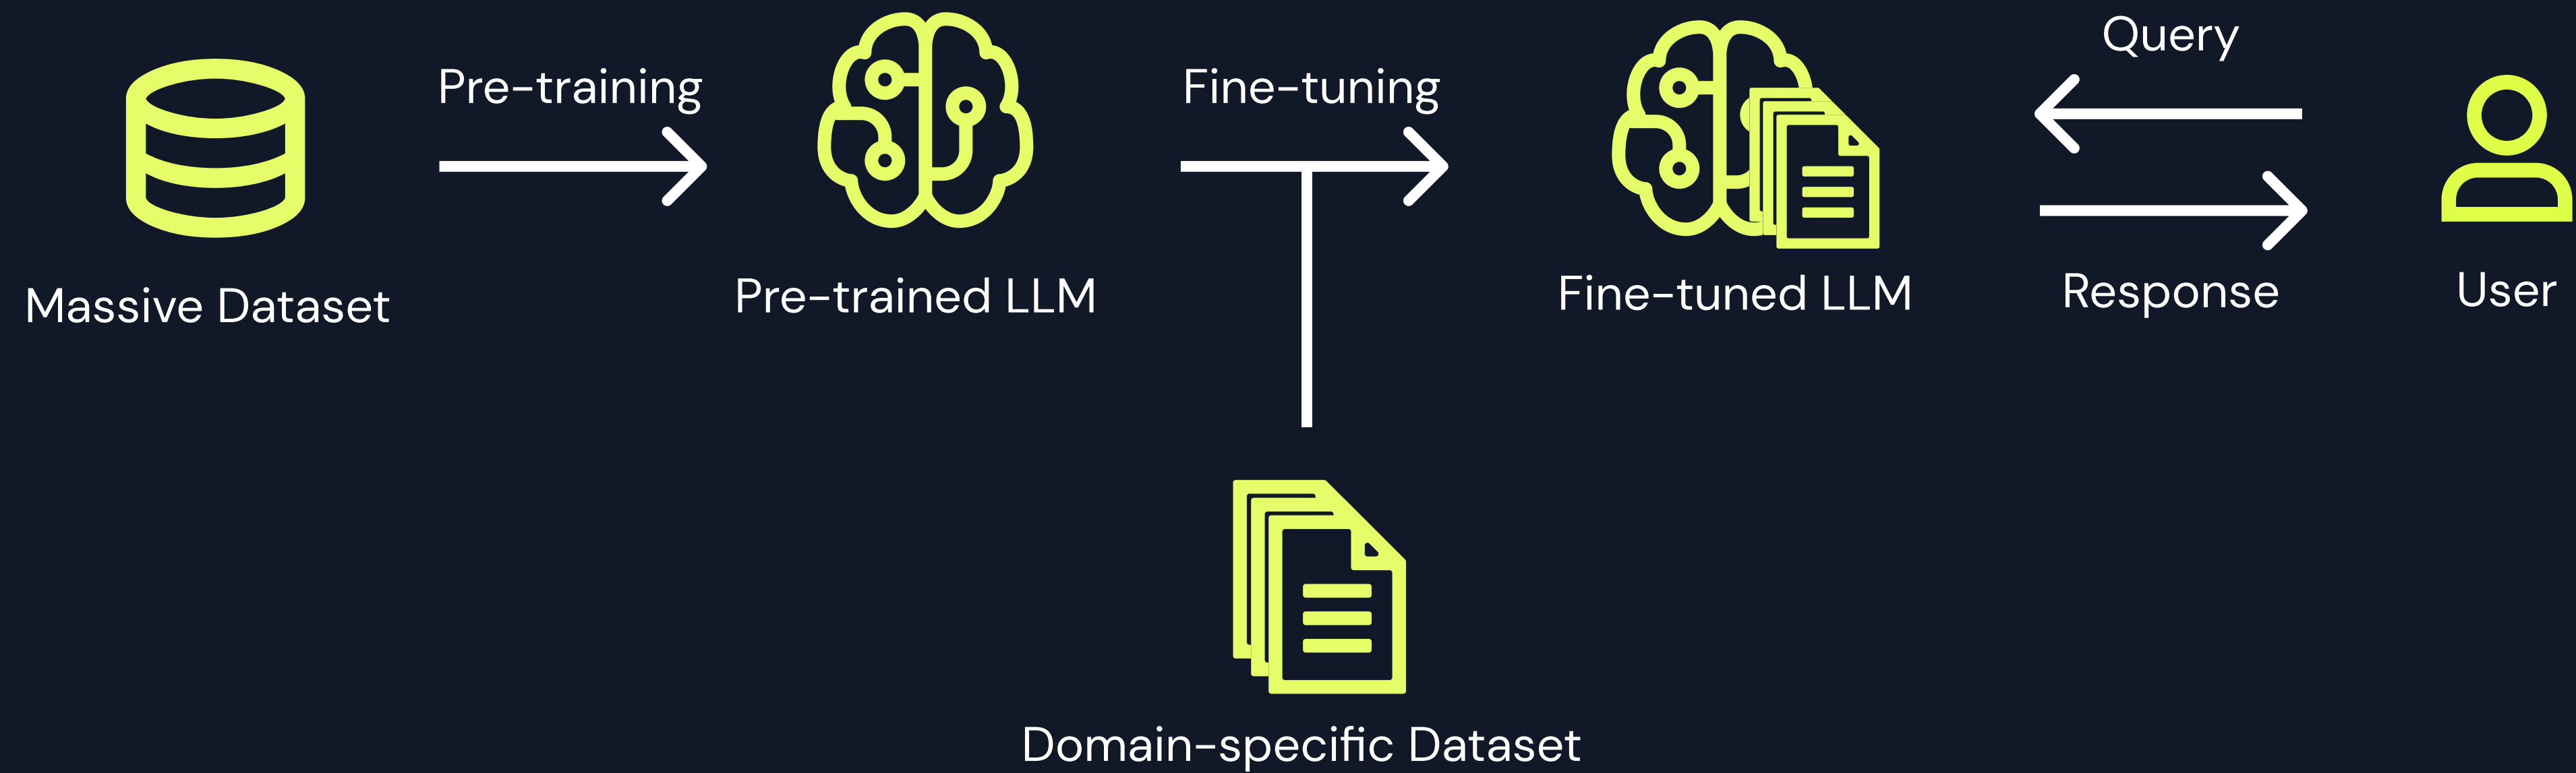 Massive Dataset
Pre-training
Pre-trained LLM
Fine-tuning
Domain-specific Dataset
Fine-tuned LLM
Query
Response
User